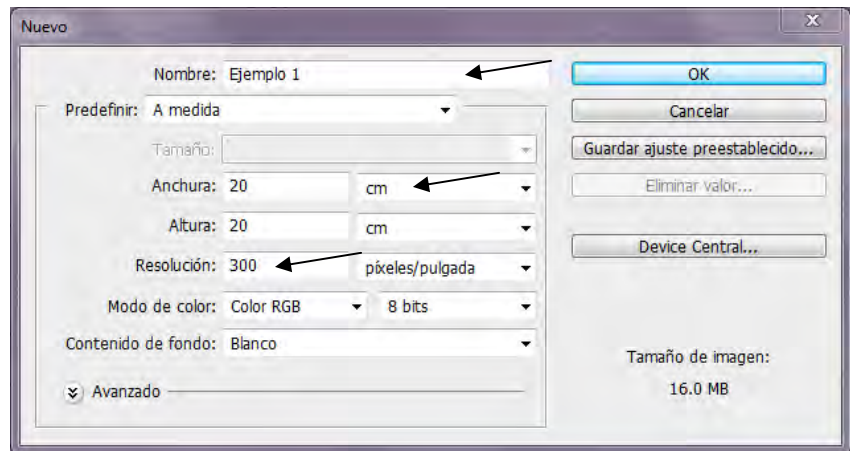 Nuevo
Nombre: Ejemplo 1
OK
Predefinir: A medida
Cancelar
Tamaño:
Guardar ajuste preestablecido...
Anchura: 20 cm
Eliminar valor...
Altura: 20 cm
Device Central...
Resolución: 300 píxeles/pulgada
Modo de color: Color RGB 8 bits
Contenido de fondo: Blanco
Tamaño de imagen:
Avanzado
16.0 MB